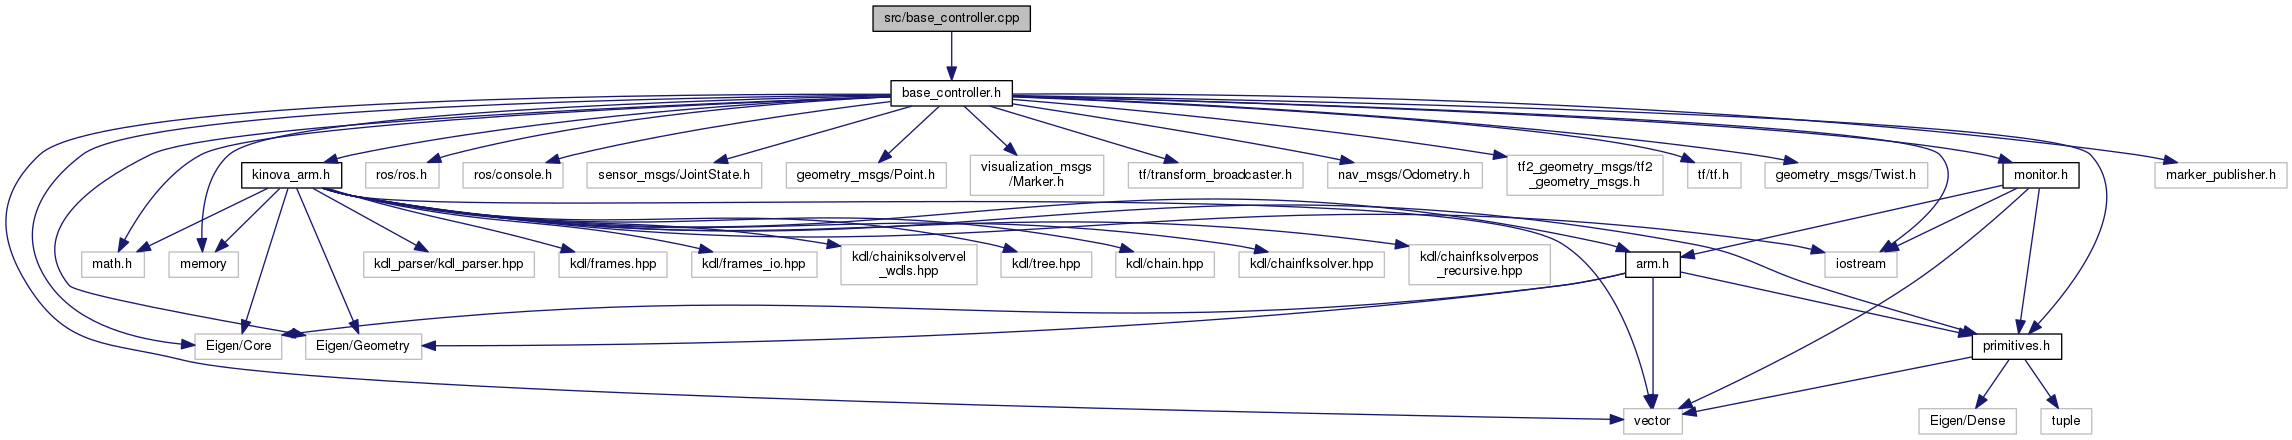 src/base_controller.cpp
base_controller.h
kinova_arm.h
ros/ros.h
ros/console.h
sensor_msgs/JointState.h
geometry_msgs/Point.h
visualization_msgs
/Marker.h
tf/transform_broadcaster.h
nav_msgs/Odometry.h
tf2_geometry_msgs/tf2
_geometry_msgs.h
tf/tf.h
geometry_msgs/Twist.h
monitor.h
marker_publisher.h
math.h
memory
kdl_parser/kdl_parser.hpp
kdl/frames.hpp
kdl/frames_io.hpp
kdl/chainiksolvervel
_wdls.hpp
kdl/tree.hpp
kdl/chain.hpp
kdl/chainfksolver.hpp
kdl/chainfksolverpos
_recursive.hpp
arm.h
iostream
Eigen/Core
Eigen/Geometry
primitives.h
vector
Eigen/Dense
tuple